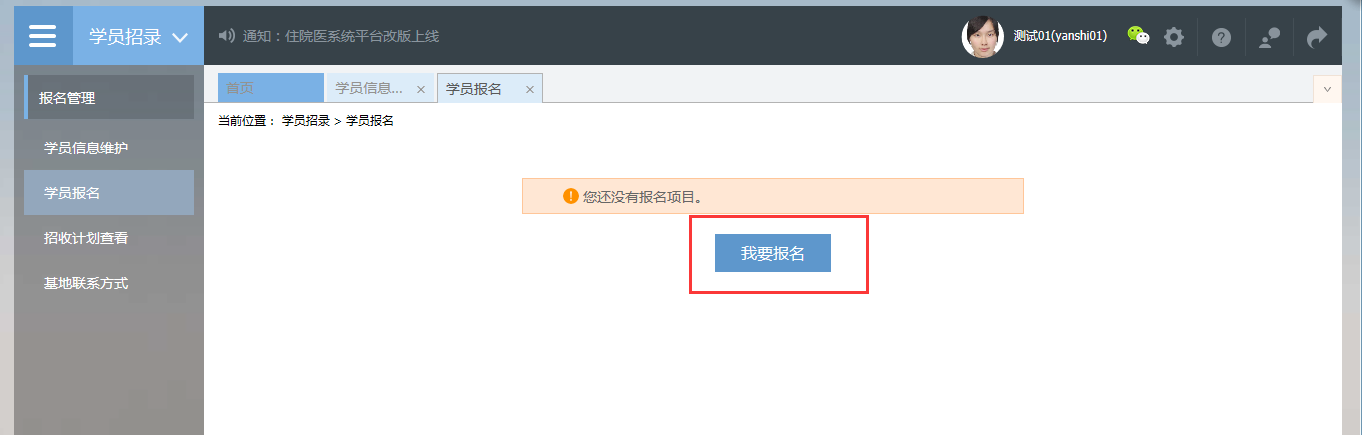 学员招录
通知：住院医系统平台改版上线
测试01(yanshi01)
报名管理
学员信息维护
学员报名
招收计划查看
基地联系方式
首页
学员信息...
学员报名
当前位置： 学员招录 > 学员报名
您还没有报名项目。
我要报名